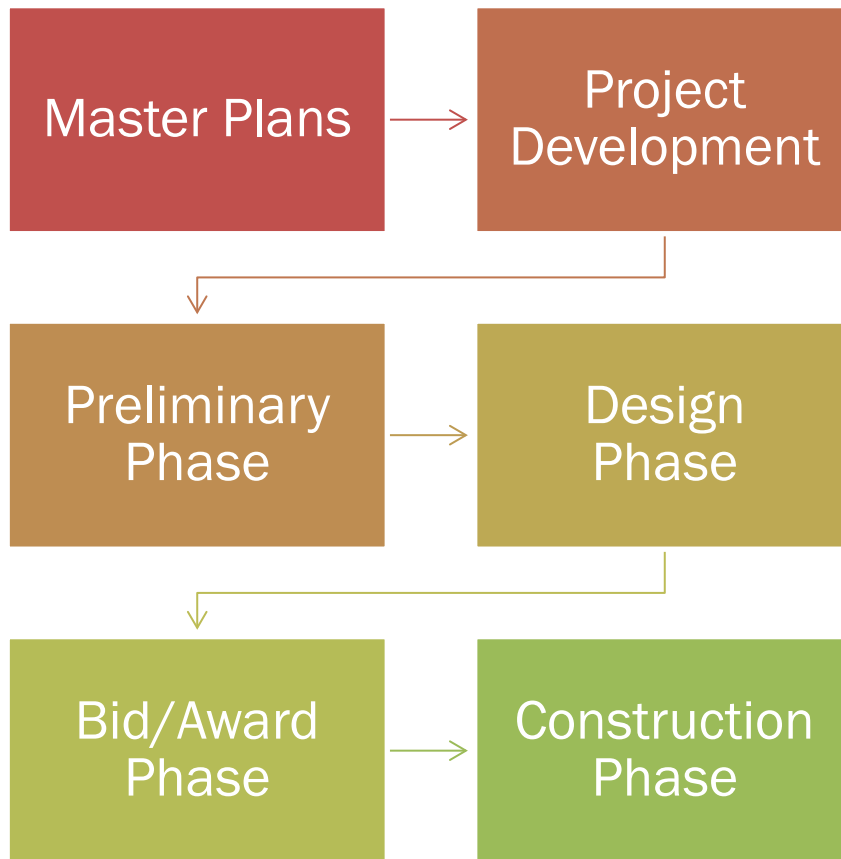 Master Plans
Project
Development
Preliminary
Phase
Design
Phase
Bid/Award
Phase
Construction
Phase